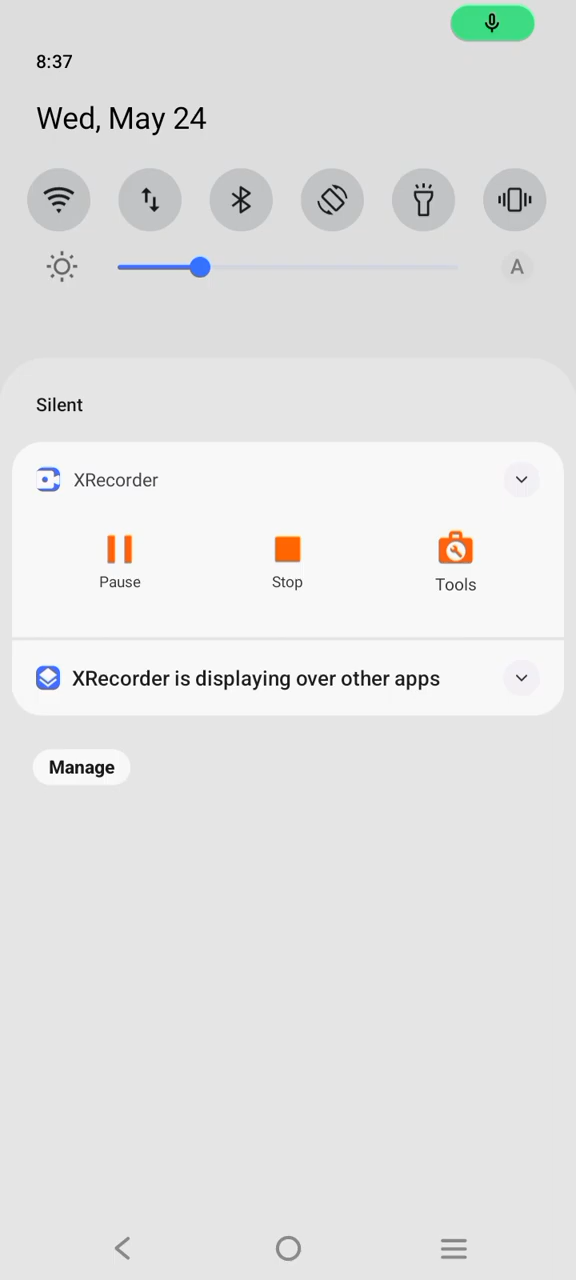 8:37
Wed, May 24
A
Silent
XRecorder
Pause Stop Tools
XRecorder is displaying over other apps
Manage